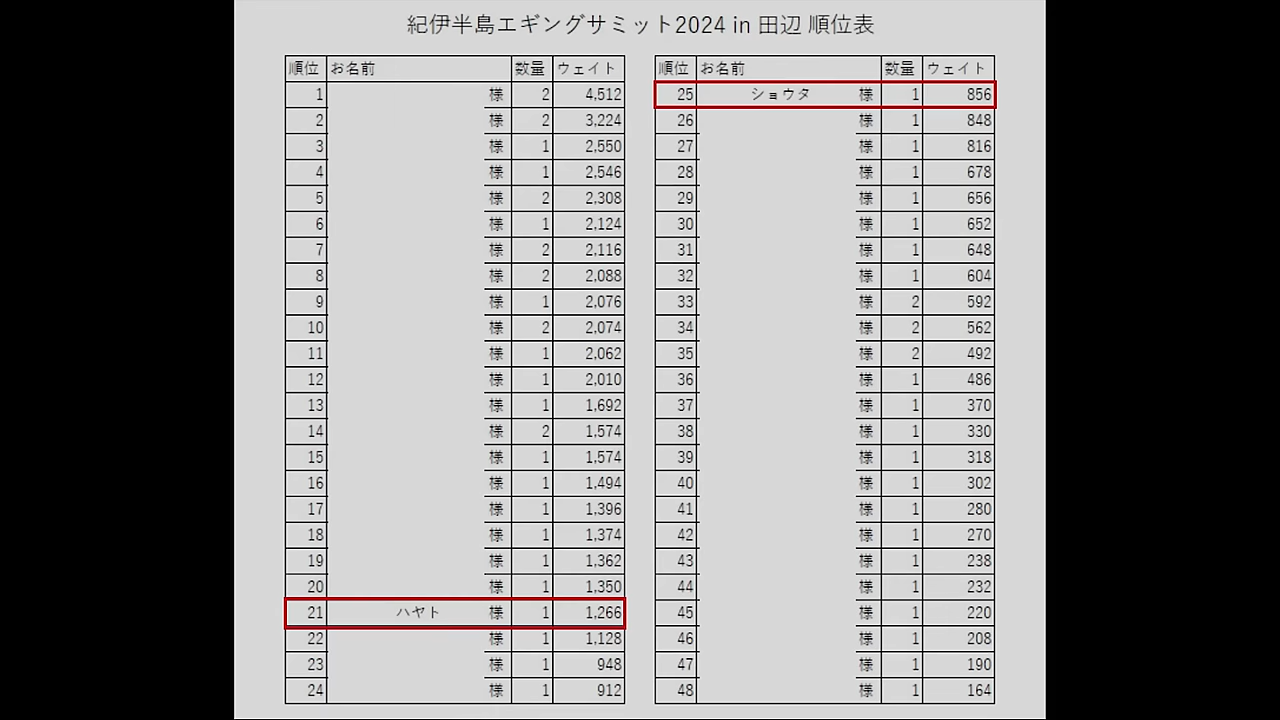 紀伊半島エギングサミット2024 in 田辺 順位表
順位 お名前 数量 ウェイト
1 様 2 4,512
2 様 2 3,224
3 様 1 2,550
4 様 1 2,546
5 様 2 2,308
6 様 1 2,124
7 様 2 2,116
8 様 2 2,088
9 様 1 2,076
10 様 2 2,074
11 様 1 2,062
12 様 1 2,010
13 様 1 1,692
14 様 2 1,574
15 様 1 1,574
16 様 1 1,494
17 様 1 1,396
18 様 1 1,374
19 様 1 1,362
20 様 1 1,350
21 ハヤト 様 1 1,266
22 様 1 1,128
23 様 1 948
24 様 1 912
順位 お名前 数量 ウェイト
25 ショウタ 様 1 856
26 様 1 848
27 様 1 816
28 様 1 678
29 様 1 656
30 様 1 652
31 様 1 648
32 様 1 604
33 様 2 592
34 様 2 562
35 様 2 492
36 様 1 486
37 様 1 370
38 様 1 330
39 様 1 318
40 様 1 302
41 様 1 280
42 様 1 270
43 様 1 238
44 様 1 232
45 様 1 220
46 様 1 208
47 様 1 190
48 様 1 164